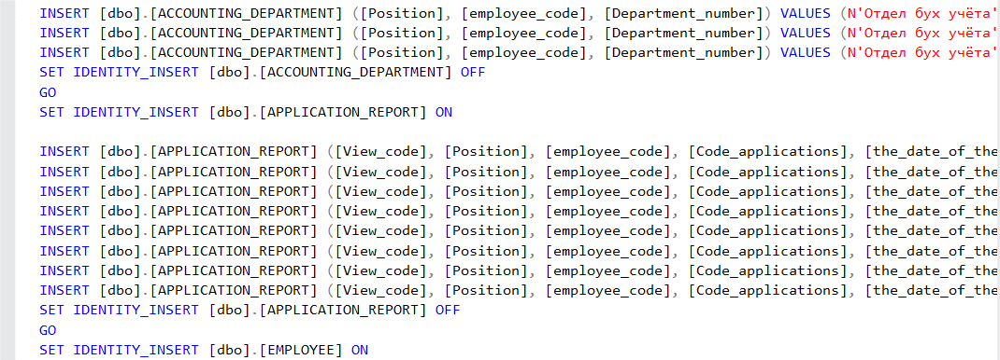 INSERT [dbo].[ACCOUNTING_DEPARTMENT] ([Position], [employee_code], [Department_number]) VALUES (N'Отдел бух учёта'
INSERT [dbo].[ACCOUNTING_DEPARTMENT] ([Position], [employee_code], [Department_number]) VALUES (N'Отдел бух учёта'
INSERT [dbo].[ACCOUNTING_DEPARTMENT] ([Position], [employee_code], [Department_number]) VALUES (N'Отдел бух учёта'
SET IDENTITY_INSERT [dbo].[ACCOUNTING_DEPARTMENT] OFF
GO
SET IDENTITY_INSERT [dbo].[APPLICATION_REPORT] ON
INSERT [dbo].[APPLICATION_REPORT] ([View_code], [Position], [employee_code], [Code_applications], [the_date_of_the
INSERT [dbo].[APPLICATION_REPORT] ([View_code], [Position], [employee_code], [Code_applications], [the_date_of_the
INSERT [dbo].[APPLICATION_REPORT] ([View_code], [Position], [employee_code], [Code_applications], [the_date_of_the
INSERT [dbo].[APPLICATION_REPORT] ([View_code], [Position], [employee_code], [Code_applications], [the_date_of_the
INSERT [dbo].[APPLICATION_REPORT] ([View_code], [Position], [employee_code], [Code_applications], [the_date_of_the
INSERT [dbo].[APPLICATION_REPORT] ([View_code], [Position], [employee_code], [Code_applications], [the_date_of_the
INSERT [dbo].[APPLICATION_REPORT] ([View_code], [Position], [employee_code], [Code_applications], [the_date_of_the
INSERT [dbo].[APPLICATION_REPORT] ([View_code], [Position], [employee_code], [Code_applications], [the_date_of_the
SET IDENTITY_INSERT [dbo].[APPLICATION_REPORT] OFF
GO
SET IDENTITY_INSERT [dbo].[EMPLOYEE] ON